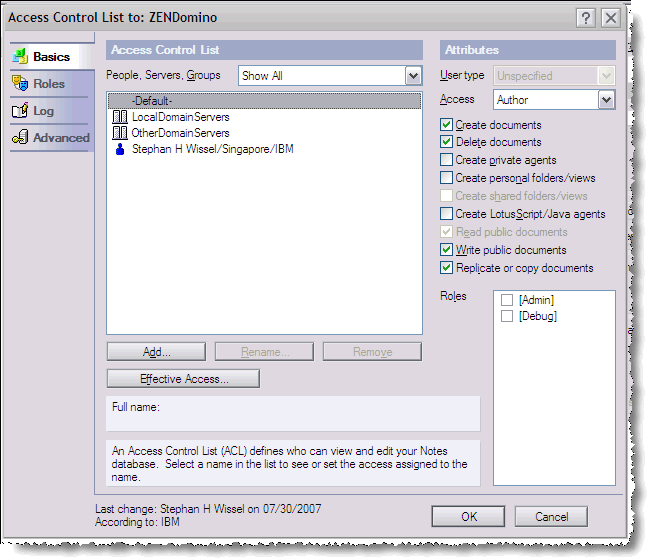 Access Control List to: ZENDomino
Basics
Roles
Log
Advanced
Access Control List
People, Servers, Groups
Show All
-Default-
LocalDomainServers
OtherDomainServers
Stephan H Wissel/Singapore/IBM
Add...
Rename...
Remove
Effective Access...
Full name:
An Access Control List (ACL) defines who can view and edit your Notes
database. Select a name in the list to see or set the access assigned to the
name.
Attributes
User type
Unspecified
Access
Author
Create documents
Delete documents
Create private agents
Create personal folders/views
Create shared folders/views
Create LotusScript/Java agents
Read public documents
Write public documents
Replicate or copy documents
Roles
[Admin]
[Debug]
Last change: Stephan H Wissel on 07/30/2007
According to: IBM
OK
Cancel